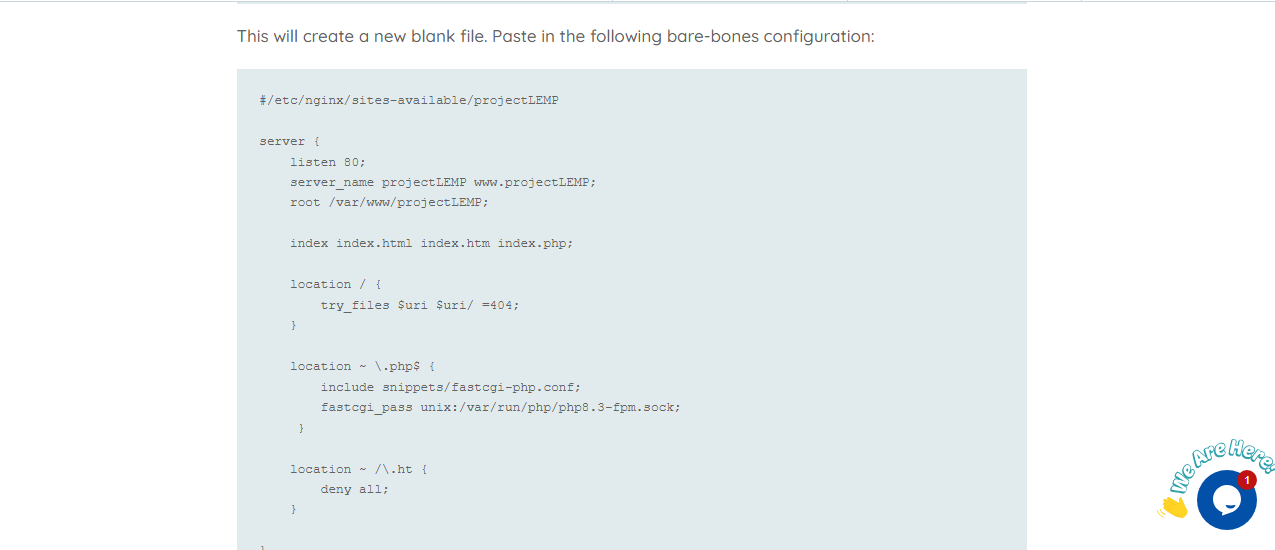 This will create a new blank file. Paste in the following bare-bones configuration:
#/etc/nginx/sites-available/projectLEMP
server {
    listen 80;
    server_name projectLEMP www.projectLEMP;
    root /var/www/projectLEMP;
    index index.html index.htm index.php;
    location / {
        try_files $uri $uri/ =404;
    }
    location ~ \.php$ {
        include snippets/fastcgi-php.conf;
        fastcgi_pass unix:/var/run/php/php8.3-fpm.sock;
     }
    location ~ /\.ht {
        deny all;
    }
}
We Are Here!
1